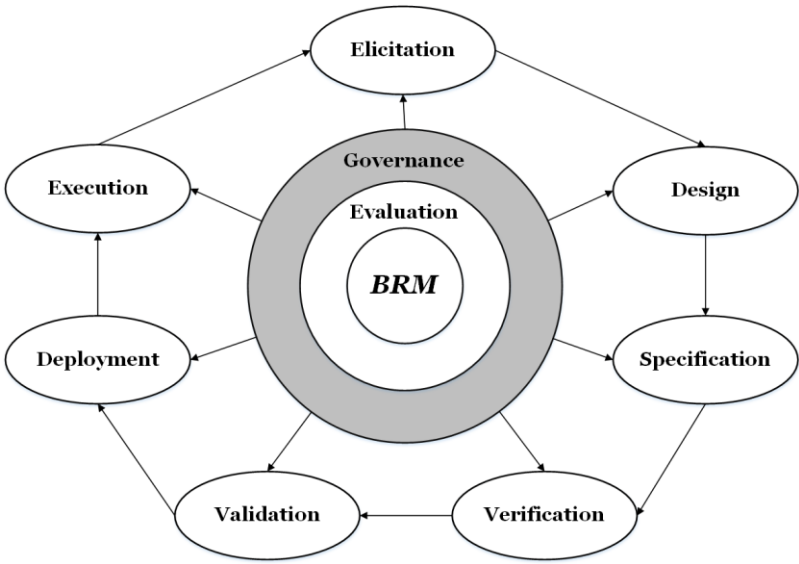 Elicitation
Governance
Execution
Design
Evaluation
BRM
Deployment
Specification
Validation
Verification